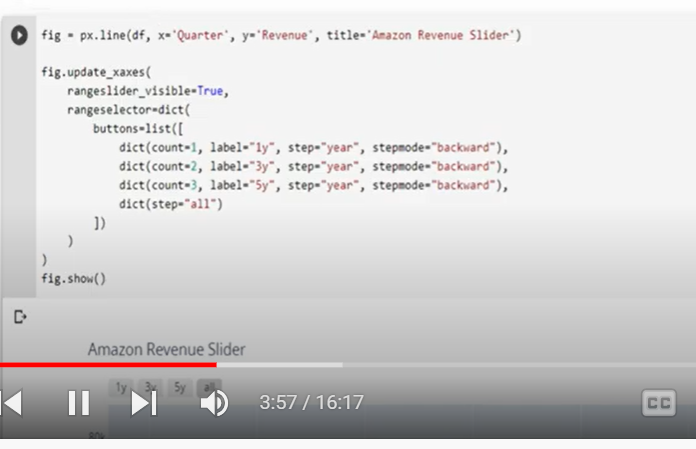 fig = px.line(df, x='Quarter', y='Revenue', title='Amazon Revenue Slider')
fig.update_xaxes(
rangeslider_visible=True,
rangeselector=dict(
buttons=list([
dict(count=1, label="1y", step="year", stepmode="backward"),
dict(count=2, label="3y", step="year", stepmode="backward"),
dict(count=3, label="5y", step="year", stepmode="backward"),
dict(step="all")
])
)
)
fig.show()
Amazon Revenue Slider
1y 3y 5y all
3:57 / 16:17
CC
80k